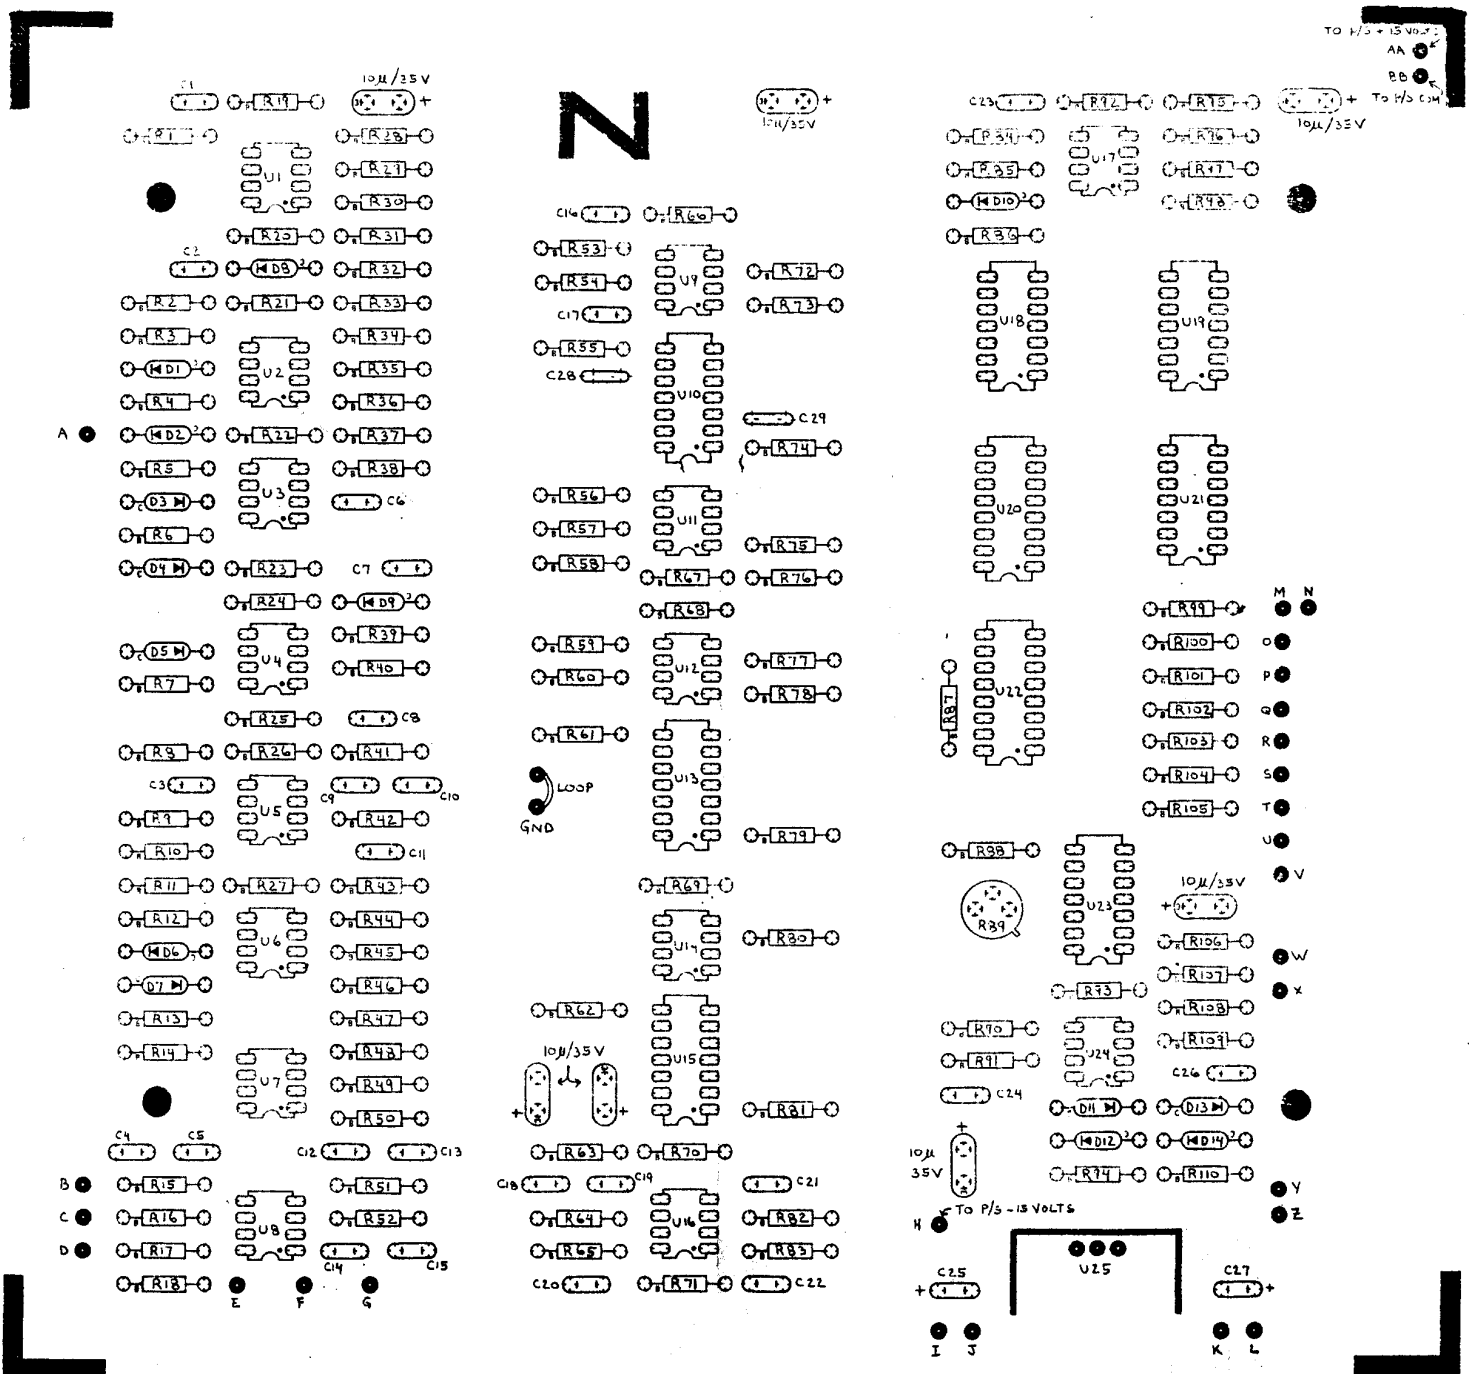 TO P/S + 15 VOLTS
AA
BB
TO P/S COM
C1
R19
10µ/25V
+
N
10µ/35V
+
C23
R92
R95
10µ/35V
+
R1
R28
U1
R29
R30
R84
U17
R96
R85
R97
D10
R98
C16
R66
R20
R31
R53
R86
C2
D8
R32
R54
U9
R72
R2
R21
R33
R73
C17
U18
U19
R3
R34
R55
U2
D1
R35
C28
U10
R4
R36
C29
A
D2
R22
R37
R74
R5
R38
U3
D3
C6
R56
U11
U20
U21
R6
R57
R75
D4
R23
C7
R58
R67
R76
R24
D9
R68
R99
M N
R39
R59
R100
O
D5
U4
R40
U12
R77
R101
P
R7
R60
R78
R87
U22
R102
Q
R25
C8
R61
R103
R
R8
R26
R41
C3
C9
C10
LOOP
U13
R104
S
U5
R9
R42
GND
R79
R105
T
R10
C11
R88
U
R11
R27
R43
R69
10µ/35V
V
R12
R44
R89
U23
+
U6
D6
R45
U14
R80
R106
W
D7
R46
R107
X
R13
R47
R62
R93
R108
R14
R48
10µ/35V
U15
R90
U24
R109
U7
R49
R91
C26
+
+
C24
R50
R81
D11
D13
C4
C5
C12
C13
R63
R70
+
D12
D14
10µ
35V
R94
R110
B
R15
R51
C18
C19
C21
Y
C
R16
R52
R64
U16
R82
H
TO P/S - 15 VOLTS
Z
D
R17
U8
C14
C15
R65
R83
U25
R18
C20
R71
C22
+
C25
C27
+
E
F
G
I
J
K
L